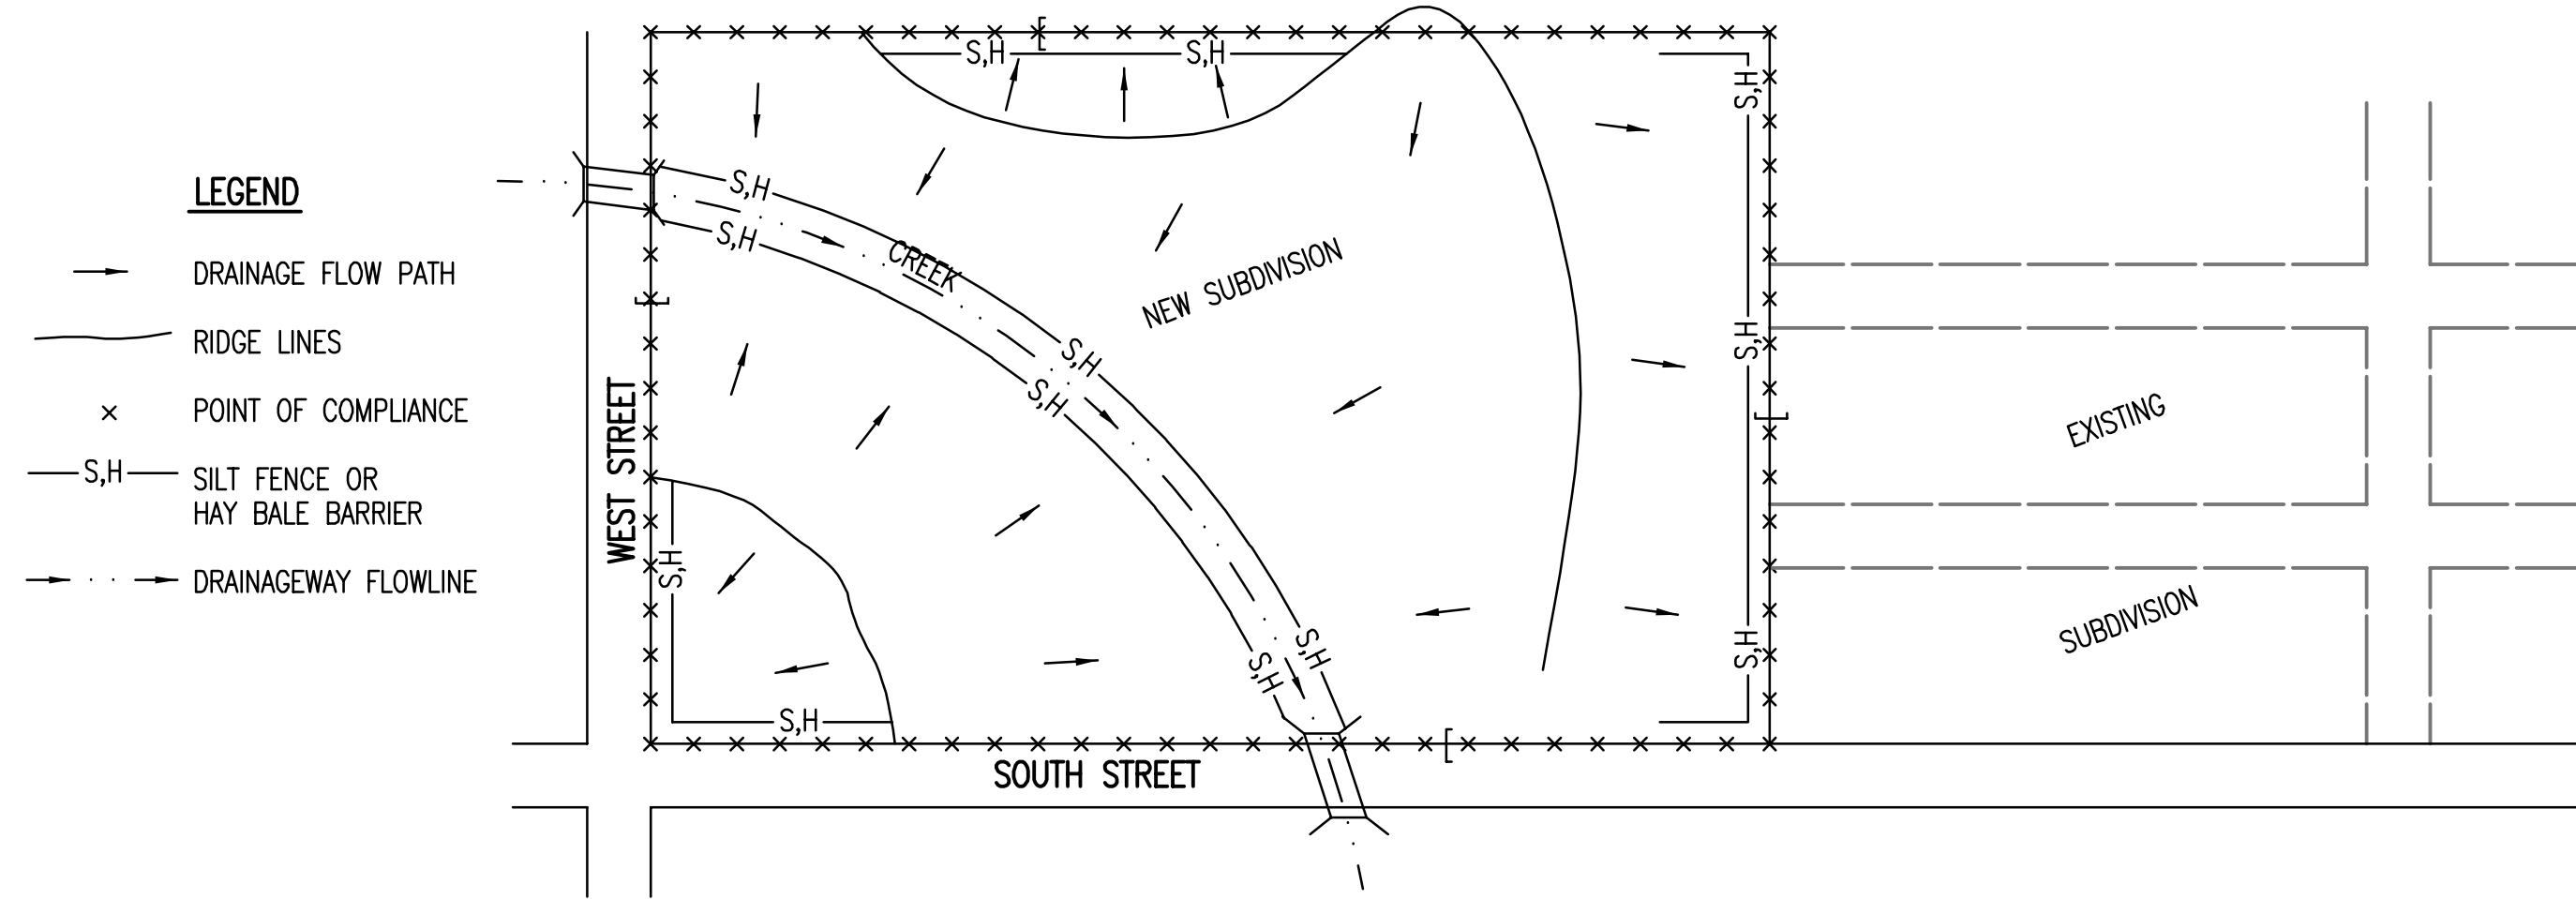 LEGEND
DRAINAGE FLOW PATH
RIDGE LINES
× POINT OF COMPLIANCE
S,H SILT FENCE OR
HAY BALE BARRIER
DRAINAGEWAY FLOWLINE
S,H
S,H
S,H
S,H
S,H
CREEK
NEW SUBDIVISION
S,H
S,H
S,H
WEST STREET
EXISTING
S,H
SUBDIVISION
S,H
S,H
S,H
S,H
SOUTH STREET